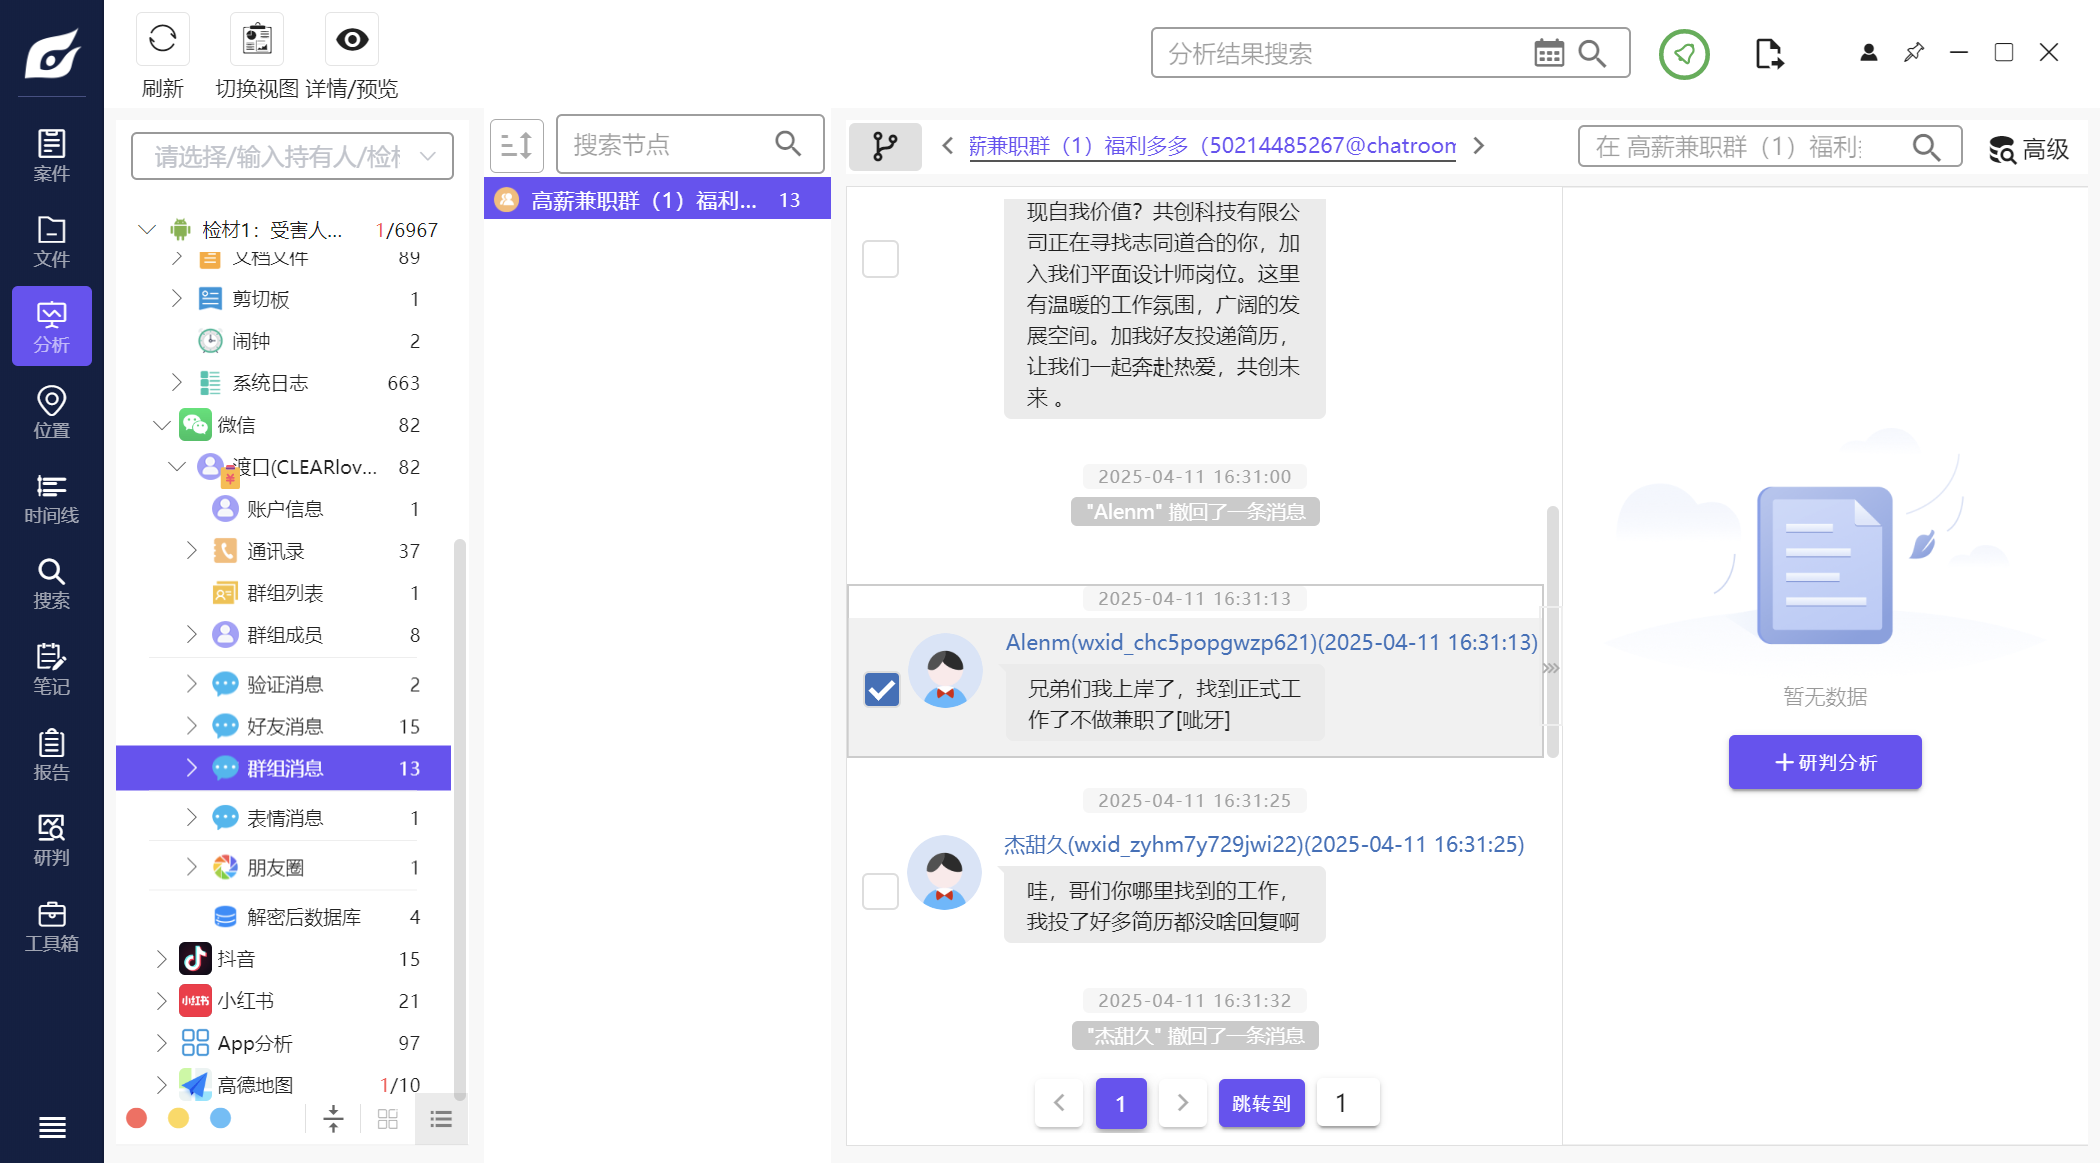 刷新
切换视图
详情/预览
分析结果搜索
案件
文件
分析
位置
时间线
搜索
笔记
报告
研判
工具箱
请选择/输入持有人/检材
检材1：受害人... 1/6967
文档文件 89
剪切板 1
闹钟 2
系统日志 663
微信 82
渡口(CLEARlov... 82
账户信息 1
通讯录 37
群组列表 1
群组成员 8
验证消息 2
好友消息 15
群组消息 13
表情消息 1
朋友圈 1
解密后数据库 4
抖音 15
小红书 小红书 21
App分析 97
高德地图 1/10
搜索节点
高薪兼职群（1）福利... 13
薪兼职群（1）福利多多（50214485267@chatroom
在 高薪兼职群（1）福利
高级
现自我价值？共创科技有限公
司正在寻找志同道合的你，加
入我们平面设计师岗位。这里
有温暖的工作氛围，广阔的发
展空间。加我好友投递简历，
让我们一起奔赴热爱，共创未
来 。
2025-04-11 16:31:00
"Alenm" 撤回了一条消息
2025-04-11 16:31:13
Alenm(wxid_chc5popgwzp621)(2025-04-11 16:31:13)
兄弟们我上岸了，找到正式工
作了不做兼职了[呲牙]
2025-04-11 16:31:25
杰甜久(wxid_zyhm7y729jwi22)(2025-04-11 16:31:25)
哇，哥们你哪里找到的工作，
我投了好多简历都没啥回复啊
2025-04-11 16:31:32
"杰甜久" 撤回了一条消息
1
跳转到
1
暂无数据
＋研判分析